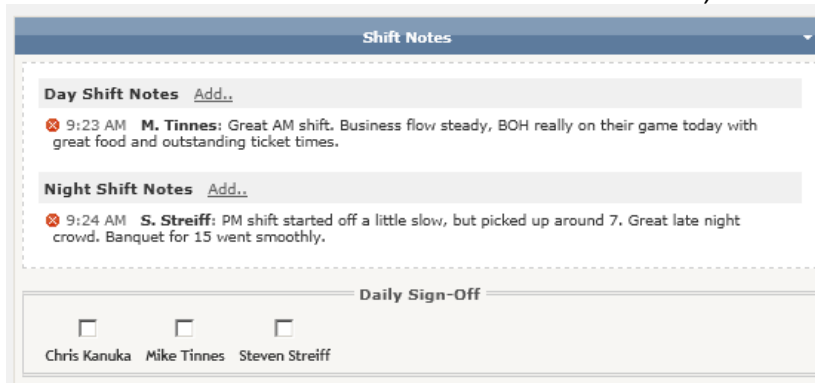 Shift Notes
Day Shift Notes Add..
9:23 AM M. Tinnes: Great AM shift. Business flow steady, BOH really on their game today with
great food and outstanding ticket times.
Night Shift Notes Add..
9:24 AM S. Streiff: PM shift started off a little slow, but picked up around 7. Great late night
crowd. Banquet for 15 went smoothly.
Daily Sign-Off
Chris Kanuka Mike Tinnes Steven Streiff